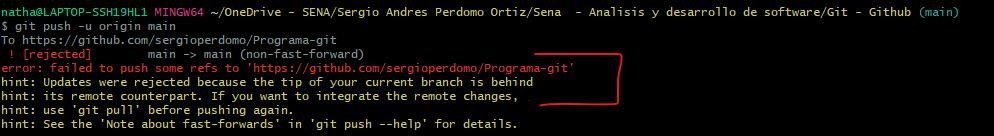 natha@LAPTOP-SSH19HL1 MINGW64 ~/OneDrive - SENA/Sergio Andres Perdomo Ortiz/Sena  - Analisis y desarrollo de software/Git - Github (main)
$ git push -u origin main
To https://github.com/sergioperdomo/Programa-git
 ! [rejected]        main -> main (non-fast-forward)
error: failed to push some refs to 'https://github.com/sergioperdomo/Programa-git'
hint: Updates were rejected because the tip of your current branch is behind
hint: its remote counterpart. If you want to integrate the remote changes,
hint: use 'git pull' before pushing again.
hint: See the 'Note about fast-forwards' in 'git push --help' for details.